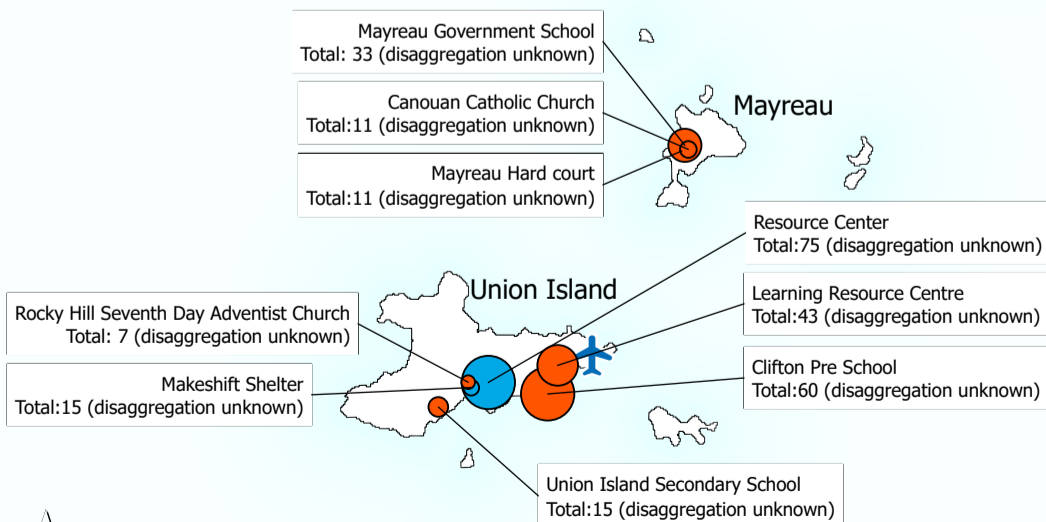 Mayreau Government School
Total: 33 (disaggregation unknown)
Canouan Catholic Church
Total:11 (disaggregation unknown)
Mayreau
Mayreau Hard court
Total:11 (disaggregation unknown)
Resource Center
Total:75 (disaggregation unknown)
Union Island
Learning Resource Centre
Total:43 (disaggregation unknown)
Rocky Hill Seventh Day Adventist Church
Total: 7 (disaggregation unknown)
Clifton Pre School
Total:60 (disaggregation unknown)
Makeshift Shelter
Total:15 (disaggregation unknown)
Union Island Secondary School
Total:15 (disaggregation unknown)